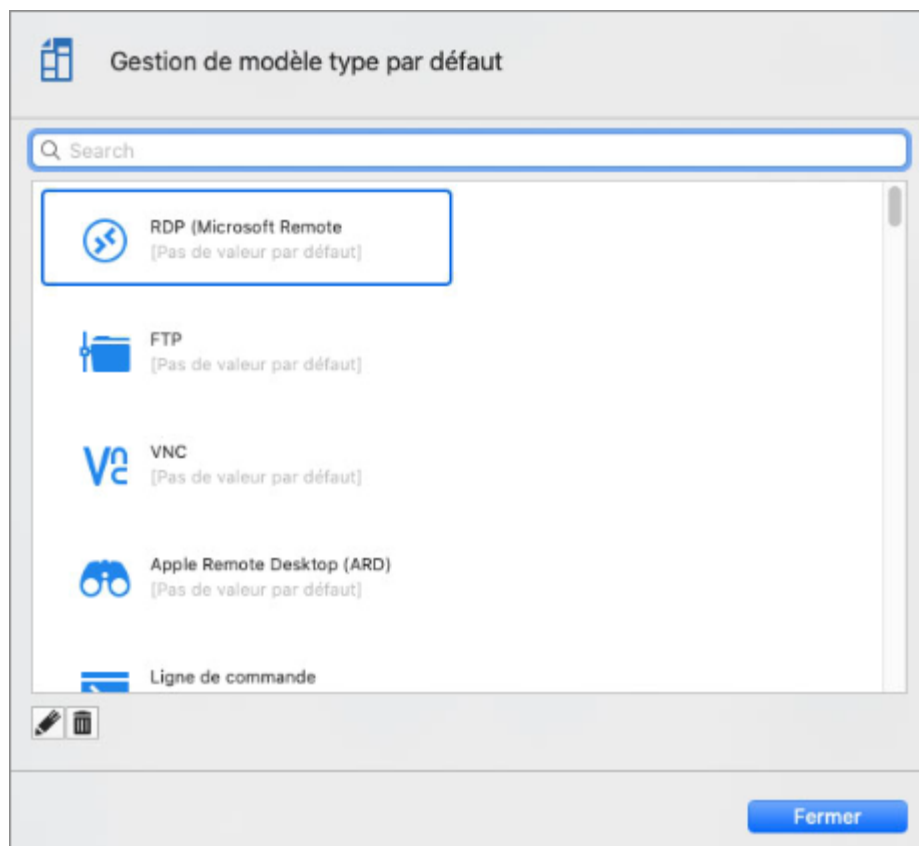 Gestion de modèle type par défaut
Search
RDP (Microsoft Remote
[Pas de valeur par défaut]
FTP
[Pas de valeur par défaut]
VNC
[Pas de valeur par défaut]
Apple Remote Desktop (ARD)
[Pas de valeur par défaut]
Ligne de commande
Fermer